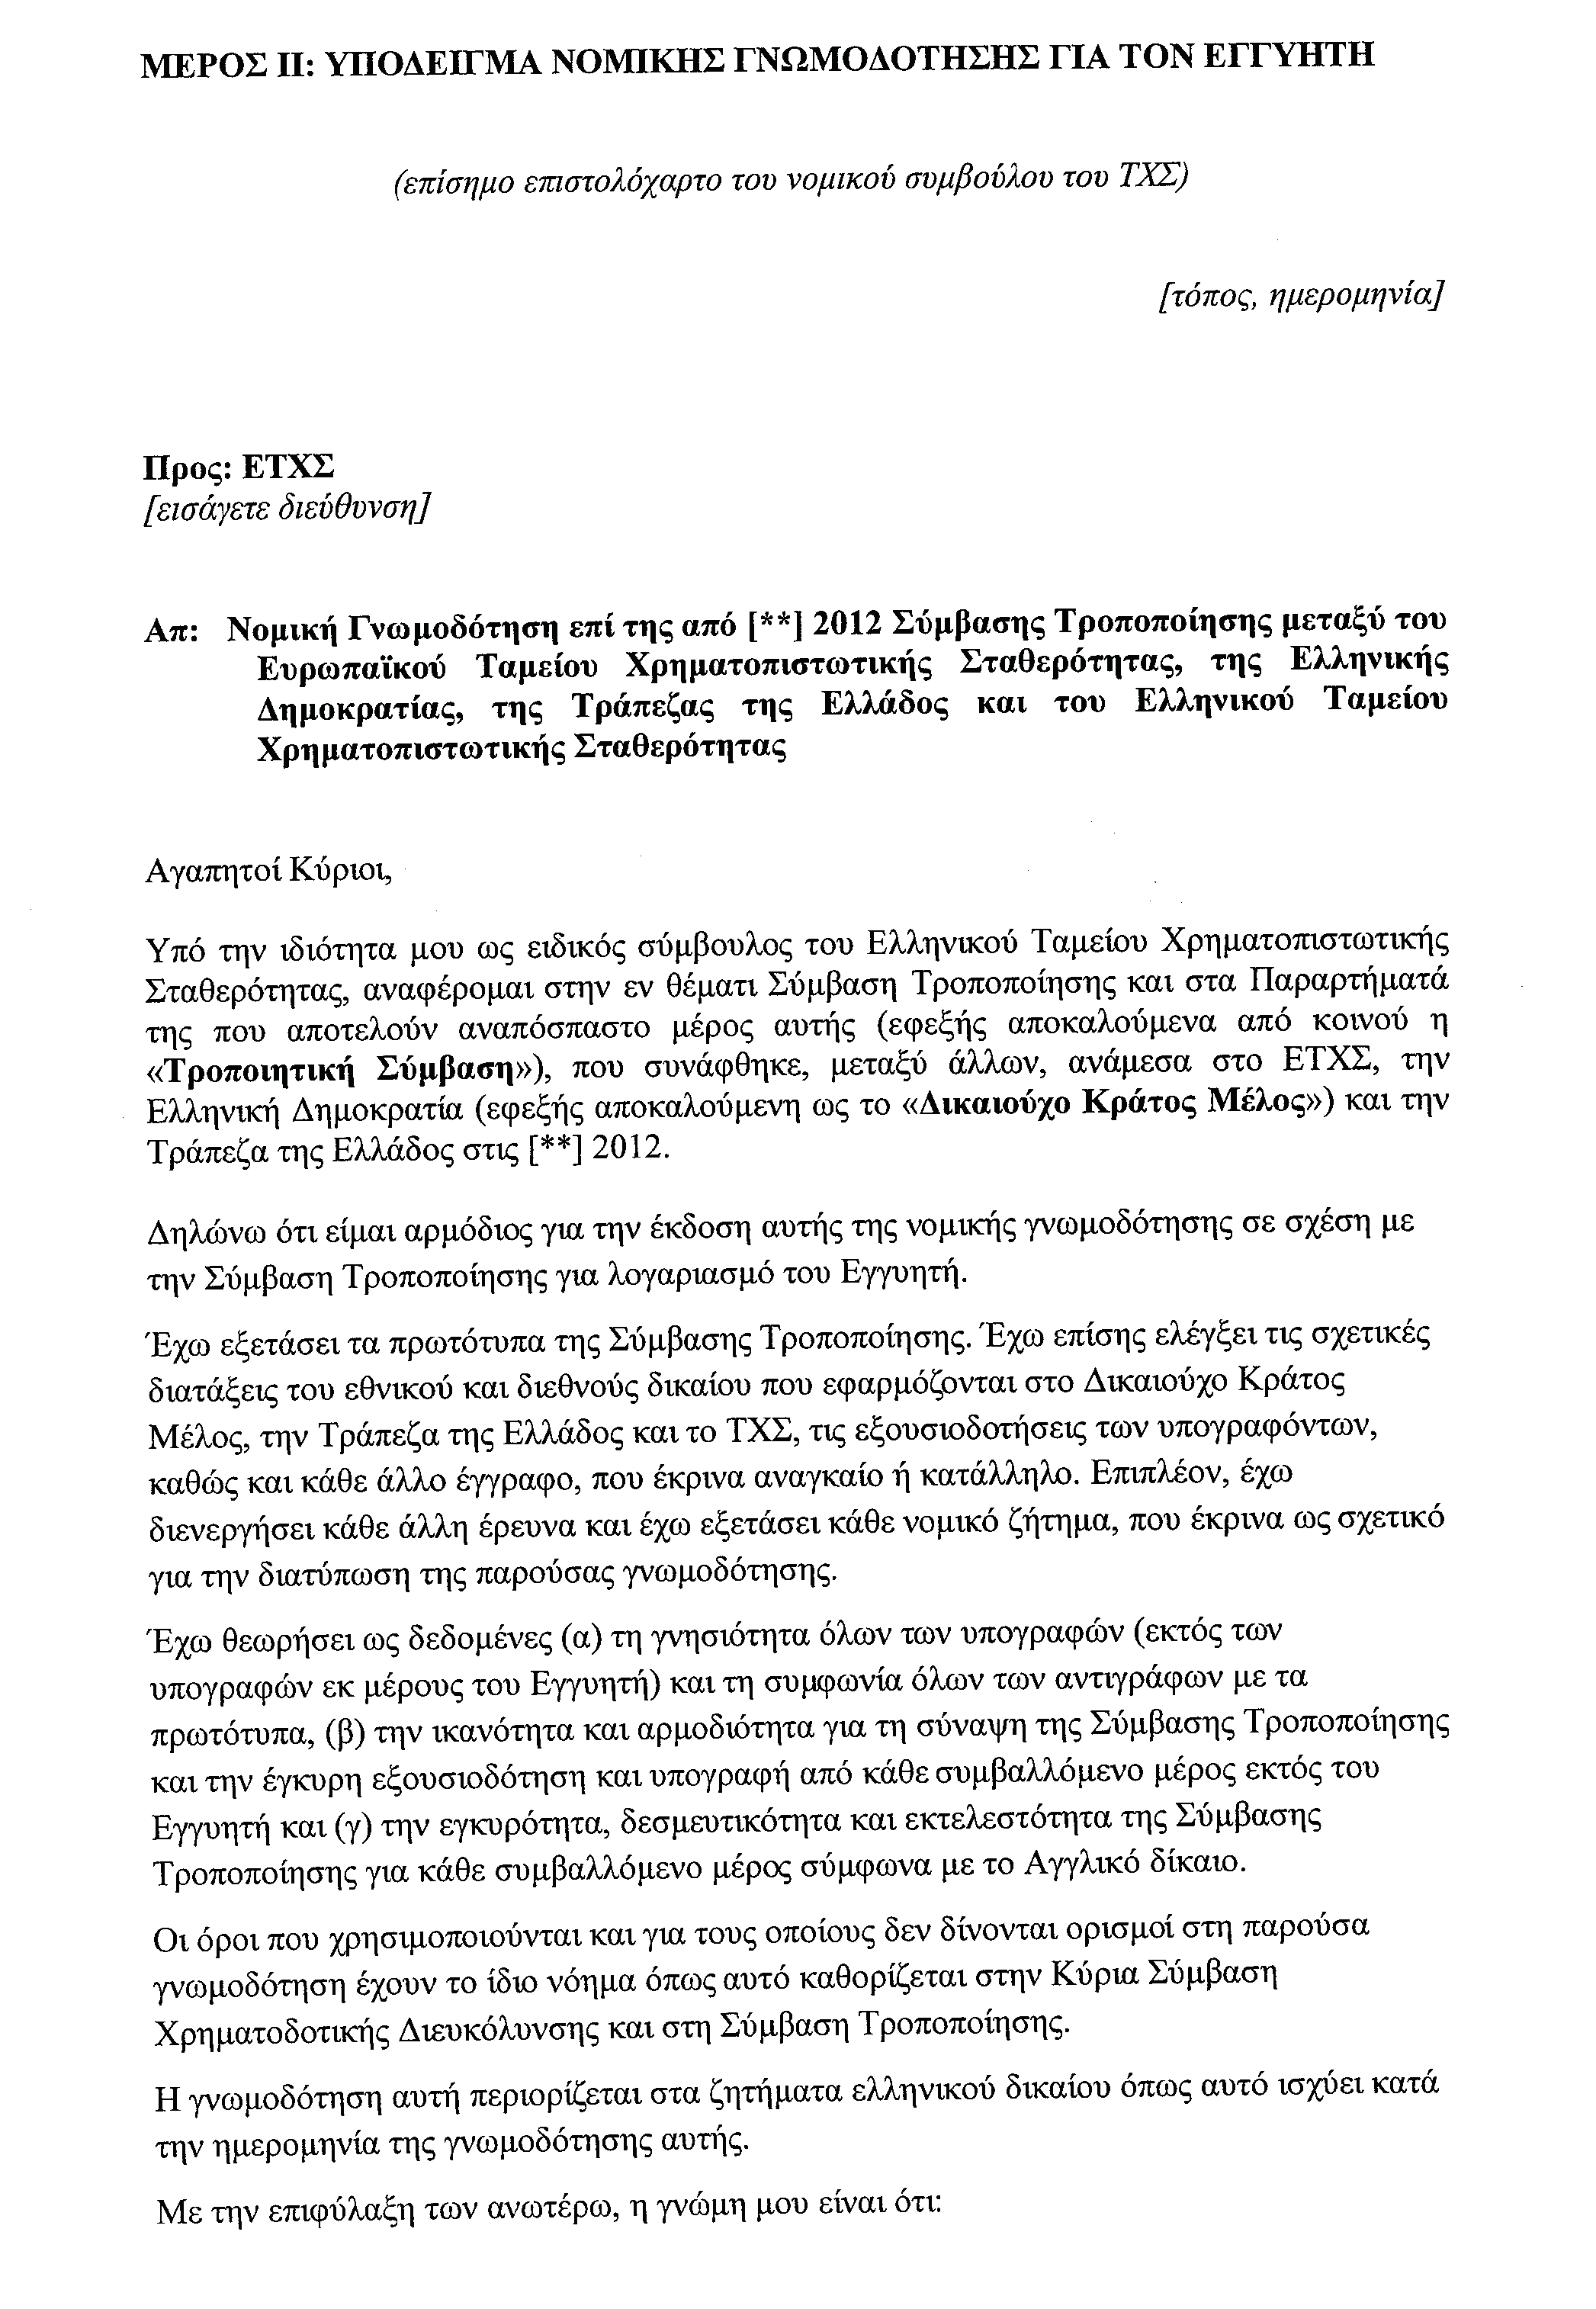 ΜΕΡΟΣ ΙΙ: ΥΠΟΔΕΙΓΜΑ ΝΟΜΙΚΗΣ ΓΝΩΜΟΔΟΤΗΣΗΣ ΓΙΑ ΤΟΝ ΕΓΓΥΗΤΗ
(επίσημο επιστολόχαρτο του νομικού συμβούλου του ΤΧΣ)
[τόπος, ημερομηνία]
Προς: ΕΤΧΣ
[εισάγετε διεύθυνση]
Απ: Νομική Γνωμοδότηση επί της από [**] 2012 Σύμβασης Τροποποίησης μεταξύ του
Ευρωπαϊκού Ταμείου Χρηματοπιστωτικής Σταθερότητας, της Ελληνικής
Δημοκρατίας, της Τράπεζας της Ελλάδος και του Ελληνικού Ταμείου
Χρηματοπιστωτικής Σταθερότητας
Αγαπητοί Κύριοι,
Υπό την ιδιότητα μου ως ειδικός σύμβουλος του Ελληνικού Ταμείου Χρηματοπιστωτικής
Σταθερότητας, αναφέρομαι στην εν θέματι Σύμβαση Τροποποίησης και στα Παραρτήματά
της που αποτελούν αναπόσπαστο μέρος αυτής (εφεξής αποκαλούμενα από κοινού η
«Τροποιητική Σύμβαση»), που συνάφθηκε, μεταξύ άλλων, ανάμεσα στο ΕΤΧΣ, την
Ελληνική Δημοκρατία (εφεξής αποκαλούμενη ως το «Δικαιούχο Κράτος Μέλος») και την
Τράπεζα της Ελλάδος στις [**] 2012.
Δηλώνω ότι είμαι αρμόδιος για την έκδοση αυτής της νομικής γνωμοδότησης σε σχέση με
την Σύμβαση Τροποποίησης για λογαριασμό του Εγγυητή.
Έχω εξετάσει τα πρωτότυπα της Σύμβασης Τροποποίησης. Έχω επίσης ελέγξει τις σχετικές
διατάξεις του εθνικού και διεθνούς δικαίου που εφαρμόζονται στο Δικαιούχο Κράτος
Μέλος, την Τράπεζα της Ελλάδος και το ΤΧΣ, τις εξουσιοδοτήσεις των υπογραφόντων,
καθώς και κάθε άλλο έγγραφο, που έκρινα αναγκαίο ή κατάλληλο. Επιπλέον, έχω
διενεργήσει κάθε άλλη έρευνα και έχω εξετάσει κάθε νομικό ζήτημα, που έκρινα ως σχετικό
για την διατύπωση της παρούσας γνωμοδότησης.
Έχω θεωρήσει ως δεδομένες (α) τη γνησιότητα όλων των υπογραφών (εκτός των
υπογραφών εκ μέρους του Εγγυητή) και τη συμφωνία όλων των αντιγράφων με τα
πρωτότυπα, (β) την ικανότητα και αρμοδιότητα για τη σύναψη της Σύμβασης Τροποποίησης
και την έγκυρη εξουσιοδότηση και υπογραφή από κάθε συμβαλλόμενο μέρος εκτός του
Εγγυητή και (γ) την εγκυρότητα, δεσμευτικότητα και εκτελεστότητα της Σύμβασης
Τροποποίησης για κάθε συμβαλλόμενο μέρος σύμφωνα με το Αγγλικό δίκαιο.
Οι όροι που χρησιμοποιούνται και για τους οποίους δεν δίνονται ορισμοί στη παρούσα
γνωμοδότηση έχουν το ίδιο νόημα όπως αυτό καθορίζεται στην Κύρια Σύμβαση
Χρηματοδοτικής Διευκόλυνσης και στη Σύμβαση Τροποποίησης.
Η γνωμοδότηση αυτή περιορίζεται στα ζητήματα ελληνικού δικαίου όπως αυτό ισχύει κατά
την ημερομηνία της γνωμοδότησης αυτής.
Με την επιφύλαξη των ανωτέρω, η γνώμη μου είναι ότι: